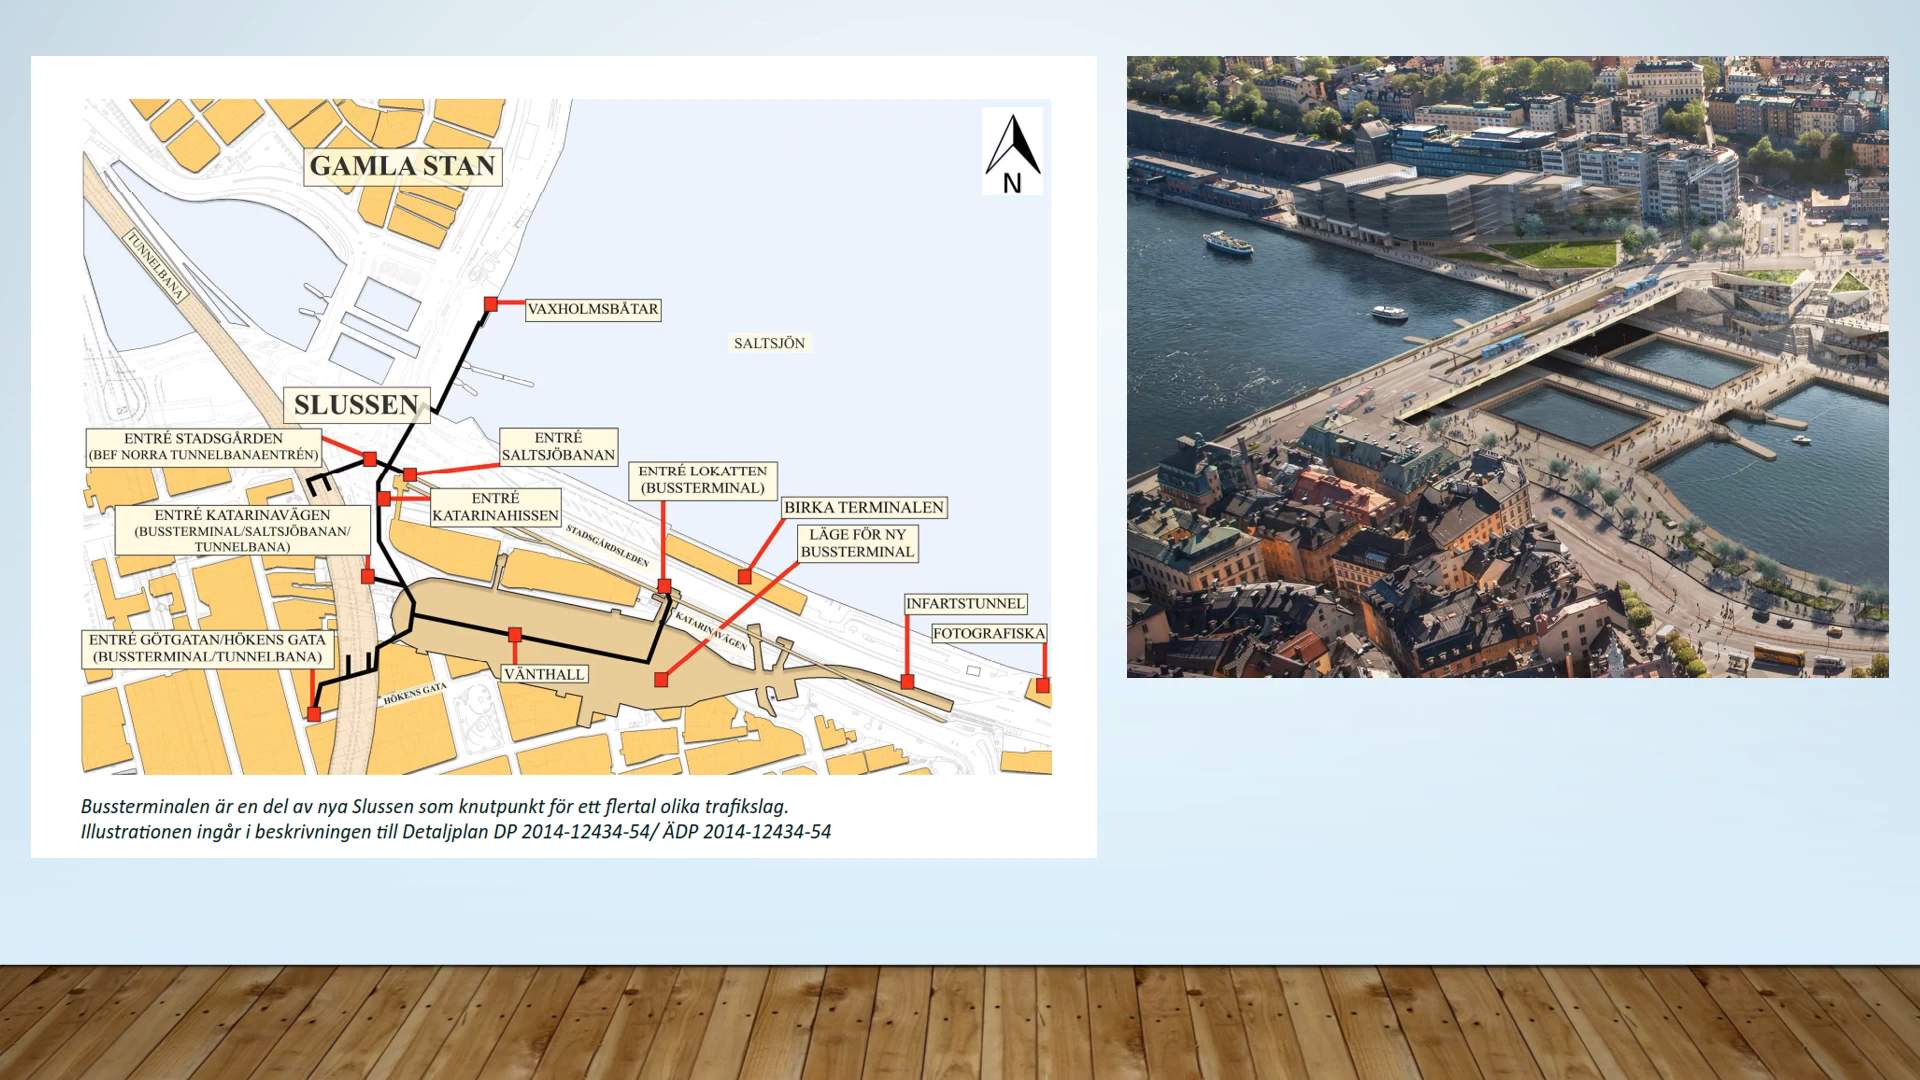 GAMLA STAN
N
TUNNELBANA
VAXHOLMSBÅTAR
SALTSJÖN
SLUSSEN
ENTRÉ STADSGÅRDEN
(BEF NORRA TUNNELBANAENTRÉN)
ENTRÉ
SALTSJÖBANAN
ENTRÉ LOKATTEN
(BUSSTERMINAL)
ENTRÉ
KATARINAHISSEN
BIRKA TERMINALEN
ENTRÉ KATARINAVÄGEN
(BUSSTERMINAL/SALTSJÖBANAN/
TUNNELBANA)
STADSGÅRDSLEDEN
LÄGE FÖR NY
BUSSTERMINAL
INFARTSTUNNEL
KATARINAVÄGEN
FOTOGRAFISKA
ENTRÉ GÖTGATAN/HÖKENS GATA
(BUSSTERMINAL/TUNNELBANA)
VÄNTHALL
HÖKENS GATA
Bussterminalen är en del av nya Slussen som knutpunkt för ett flertal olika trafikslag.
Illustrationen ingår i beskrivningen till Detaljplan DP 2014-12434-54/ ÄDP 2014-12434-54